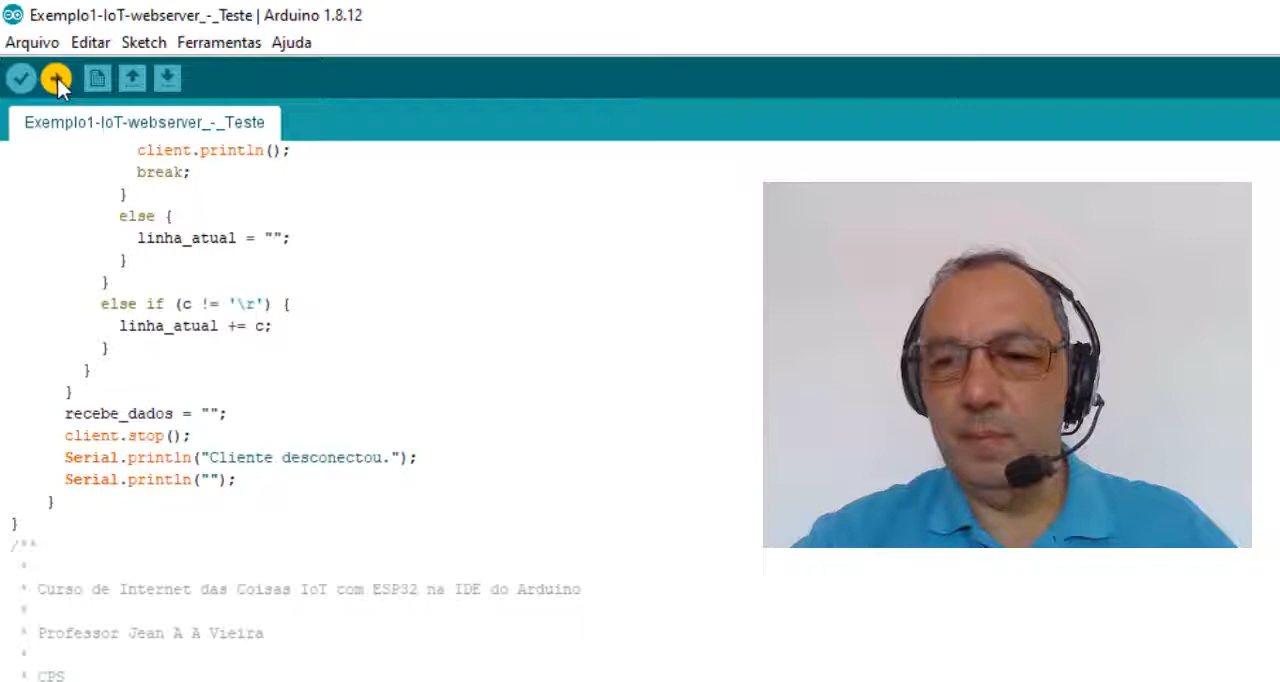 Exemplo1-IoT-webserver_-_Teste | Arduino 1.8.12
Arquivo Editar Sketch Ferramentas Ajuda
Exemplo1-IoT-webserver_-_Teste
client.println();
break;
}
else {
linha_atual = "";
}
}
else if (c != '\r') {
linha_atual += c;
}
}
}
recebe_dados = "";
client.stop();
Serial.println("Cliente desconectou.");
Serial.println("");
}
}
/**
*
* Curso de Internet das Coisas IoT com ESP32 na IDE do Arduino
*
* Professor Jean A A Vieira
*
* CPS